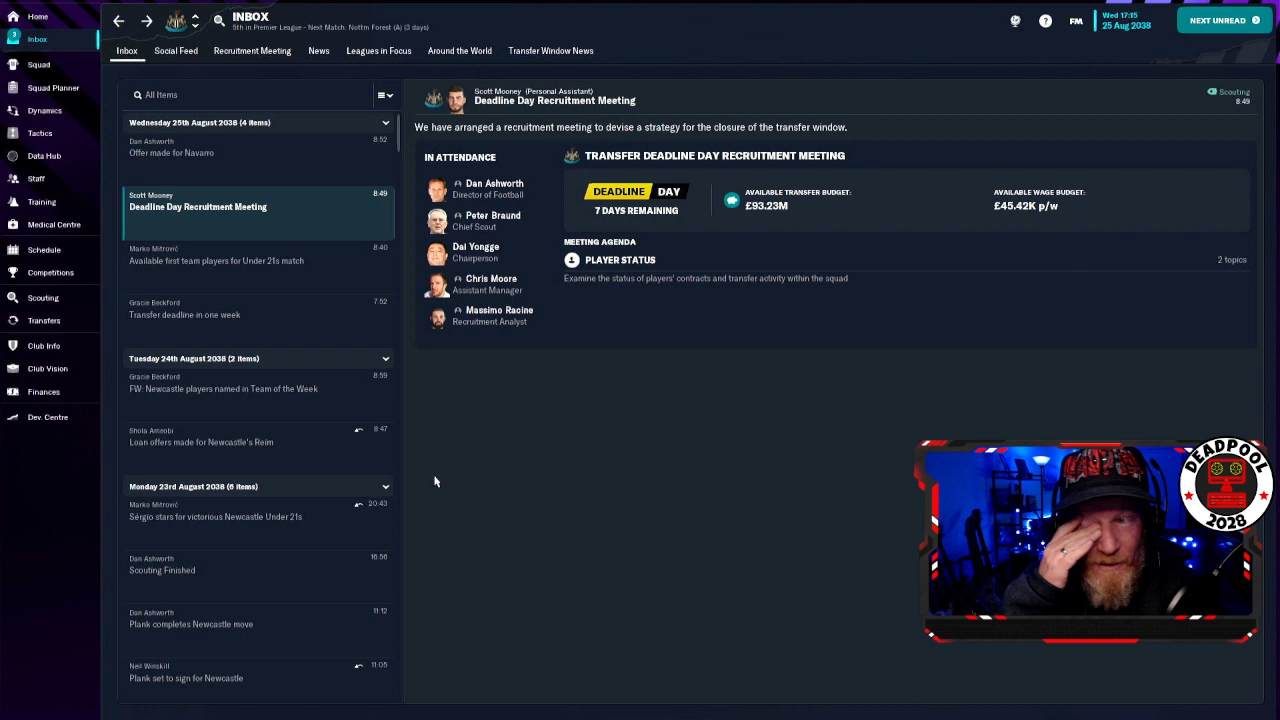 Home
INBOX
5th in Premier League - Next Match: Nottm Forest (A) (3 days)
FM
Wed 17:15
25 Aug 2038
NEXT UNREAD
3
Inbox
Squad
Squad Planner
Dynamics
Tactics
Data Hub
Staff
Training
Medical Centre
Schedule
Competitions
Scouting
Transfers
Club Info
Club Vision
Finances
Dev. Centre
Inbox
Social Feed
Recruitment Meeting
News
Leagues in Focus
Around the World
Transfer Window News
All Items
Wednesday 25th August 2038 (4 items)
Dan Ashworth 8:52
Offer made for Navarro
Scott Mooney 8:49
Deadline Day Recruitment Meeting
Marko Mitrović 8:40
Available first team players for Under 21s match
Gracie Beckford 7:52
Transfer deadline in one week
Tuesday 24th August 2038 (2 items)
Gracie Beckford 8:59
FW: Newcastle players named in Team of the Week
Shola Ameobi 8:47
Loan offers made for Newcastle's Reim
Monday 23rd August 2038 (6 items)
Marko Mitrović 20:43
Sérgio stars for victorious Newcastle Under 21s
Dan Ashworth 16:56
Scouting Finished
Dan Ashworth 11:12
Plank completes Newcastle move
Neil Winskill 11:05
Plank set to sign for Newcastle
Scott Mooney (Personal Assistant)
Deadline Day Recruitment Meeting
Scouting
8:49
We have arranged a recruitment meeting to devise a strategy for the closure of the transfer window.
IN ATTENDANCE
Dan Ashworth
Director of Football
Peter Braund
Chief Scout
Dai Yongge
Chairperson
Chris Moore
Assistant Manager
Massimo Racine
Recruitment Analyst
TRANSFER DEADLINE DAY RECRUITMENT MEETING
DEADLINE DAY
7 DAYS REMAINING
AVAILABLE TRANSFER BUDGET:
£93.23M
AVAILABLE WAGE BUDGET:
£45.42K p/w
MEETING AGENDA
PLAYER STATUS
2 topics
Examine the status of players' contracts and transfer activity within the squad
DEADPOOL
2028